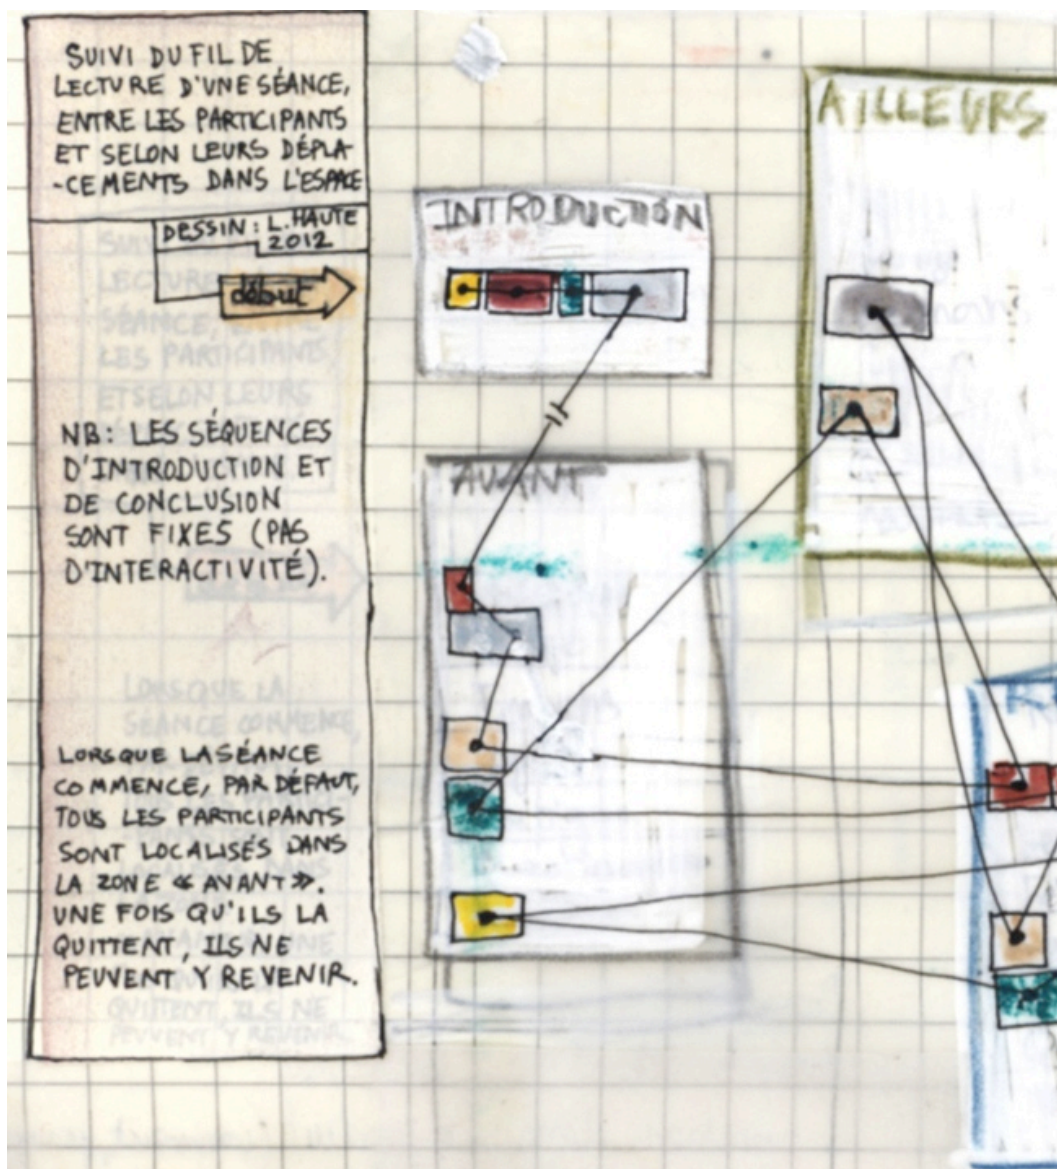 SUIVI DU FIL DE
LECTURE D'UNE SÉANCE,
ENTRE LES PARTICIPANTS
ET SELON LEURS DÉPLA
-CEMENTS DANS L'ESPACE
DESSIN : L. HAUTE
2012
début
NB : LES SÉQUENCES
D'INTRODUCTION ET
DE CONCLUSION
SONT FIXES (PAS
D'INTERACTIVITÉ).
LORSQUE LA SÉANCE
COMMENCE, PAR DÉFAUT,
TOUS LES PARTICIPANTS
SONT LOCALISÉS DANS
LA ZONE « AVANT ».
UNE FOIS QU'ILS LA
QUITTENT, ILS NE
PEUVENT Y REVENIR.
INTRODUCTION
AVANT
AILLEURS